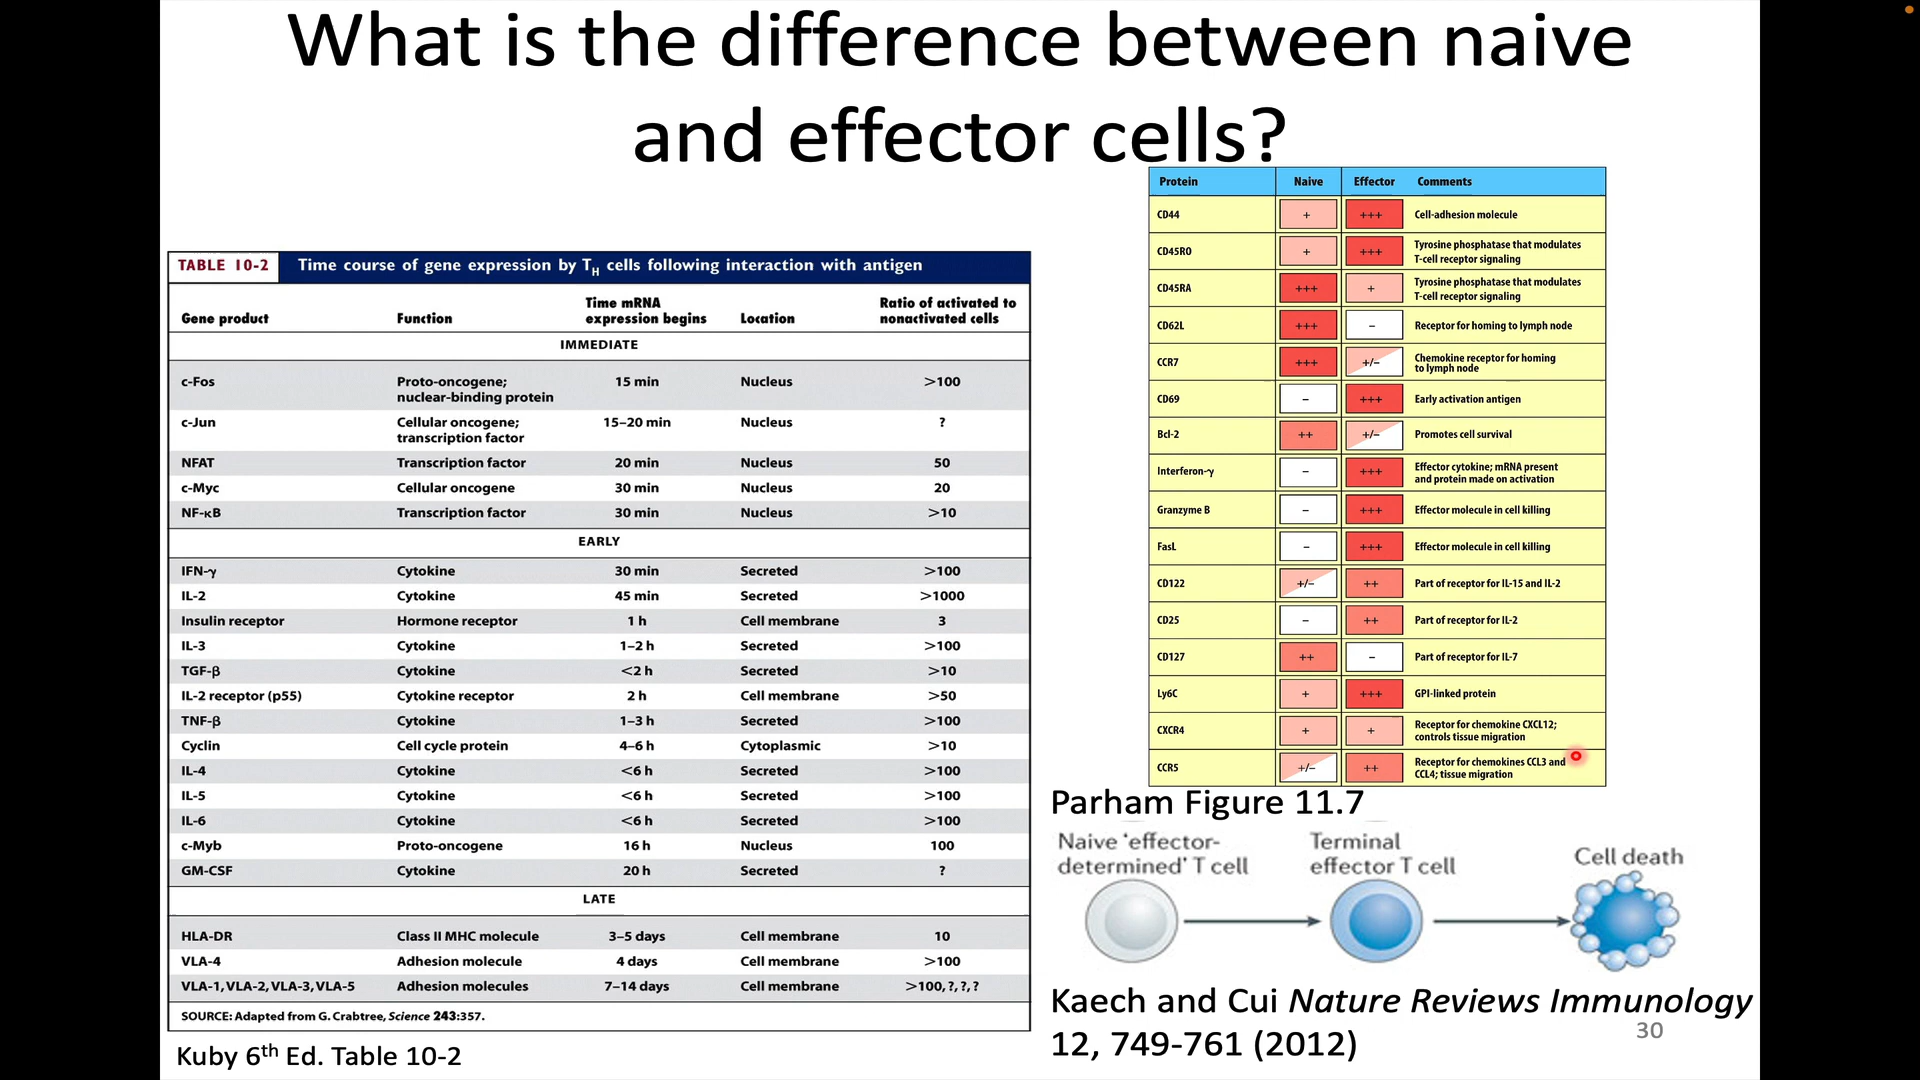 What is the difference between naive
and effector cells?
TABLE 10-2 Time course of gene expression by TH cells following interaction with antigen
Gene product Function Time mRNA expression begins Location Ratio of activated to nonactivated cells
IMMEDIATE
c-Fos Proto-oncogene; nuclear-binding protein 15 min Nucleus >100
c-Jun Cellular oncogene; transcription factor 15–20 min Nucleus ?
NFAT Transcription factor 20 min Nucleus 50
c-Myc Cellular oncogene 30 min Nucleus 20
NF-κB Transcription factor 30 min Nucleus >10
EARLY
IFN-γ Cytokine 30 min Secreted >100
IL-2 Cytokine 45 min Secreted >1000
Insulin receptor Hormone receptor 1 h Cell membrane 3
IL-3 Cytokine 1–2 h Secreted >100
TGF-β Cytokine <2 h Secreted >10
IL-2 receptor (p55) Cytokine receptor 2 h Cell membrane >50
TNF-β Cytokine 1–3 h Secreted >100
Cyclin Cell cycle protein 4–6 h Cytoplasmic >10
IL-4 Cytokine <6 h Secreted >100
IL-5 Cytokine <6 h Secreted >100
IL-6 Cytokine <6 h Secreted >100
c-Myb Proto-oncogene 16 h Nucleus 100
GM-CSF Cytokine 20 h Secreted ?
LATE
HLA-DR Class II MHC molecule 3–5 days Cell membrane 10
VLA-4 Adhesion molecule 4 days Cell membrane >100
VLA-1, VLA-2, VLA-3, VLA-5 Adhesion molecules 7–14 days Cell membrane >100, ?, ?, ?
SOURCE: Adapted from G. Crabtree, Science 243:357.
Kuby 6th Ed. Table 10-2
Protein Naive Effector Comments
CD44 + +++ Cell-adhesion molecule
CD45RO + +++ Tyrosine phosphatase that modulates T-cell receptor signaling
CD45RA +++ + Tyrosine phosphatase that modulates T-cell receptor signaling
CD62L +++ – Receptor for homing to lymph node
CCR7 +++ +/– Chemokine receptor for homing to lymph node
CD69 – +++ Early activation antigen
Bcl-2 ++ +/– Promotes cell survival
Interferon-γ – +++ Effector cytokine; mRNA present and protein made on activation
Granzyme B – +++ Effector molecule in cell killing
FasL – +++ Effector molecule in cell killing
CD122 +/– ++ Part of receptor for IL-15 and IL-2
CD25 – ++ Part of receptor for IL-2
CD127 ++ – Part of receptor for IL-7
Ly6C + +++ GPI-linked protein
CXCR4 + + Receptor for chemokine CXCL12; controls tissue migration
CCR5 +/– ++ Receptor for chemokines CCL3 and CCL4; tissue migration
Parham Figure 11.7
Naive 'effector-
determined' T cell
Terminal
effector T cell
Cell death
Kaech and Cui Nature Reviews Immunology
12, 749-761 (2012)
30